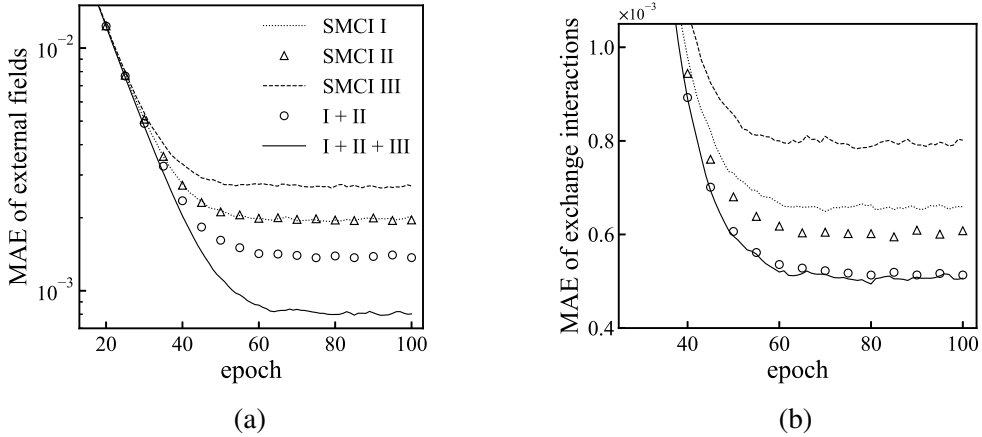 MAE of external fields
10⁻²
10⁻³
SMCI I
SMCI II
SMCI III
I + II
I + II + III
20
40
60
80
100
epoch
(a)
MAE of exchange interactions
×10⁻³
1.0
0.8
0.6
0.4
40
60
80
100
epoch
(b)